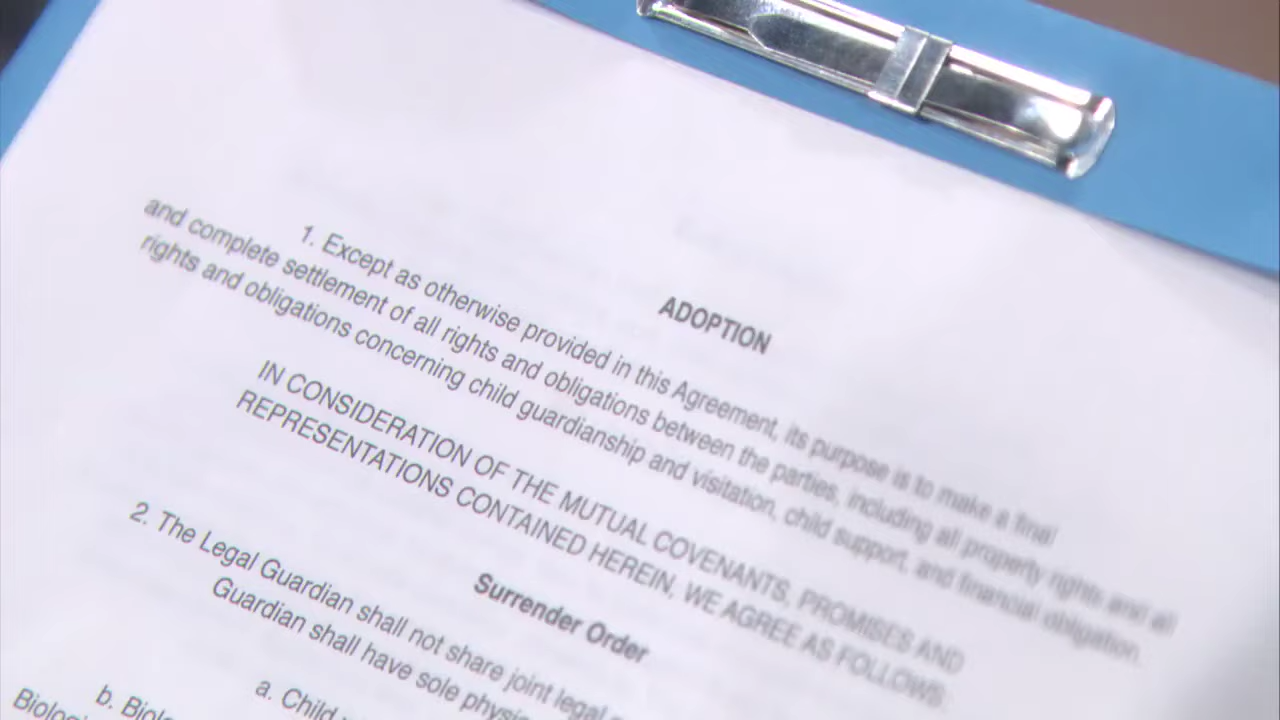 ADOPTION
1. Except as otherwise provided in this Agreement, its purpose is to make a final
and complete settlement of all rights and obligations between the parties, including all property rights and all
rights and obligations concerning child guardianship and visitation, child support, and financial obligation.
IN CONSIDERATION OF THE MUTUAL COVENANTS, PROMISES AND
REPRESENTATIONS CONTAINED HEREIN, WE AGREE AS FOLLOWS:
Surrender Order
2. The Legal Guardian shall not share joint legal
Guardian shall have sole
a. Child
b.